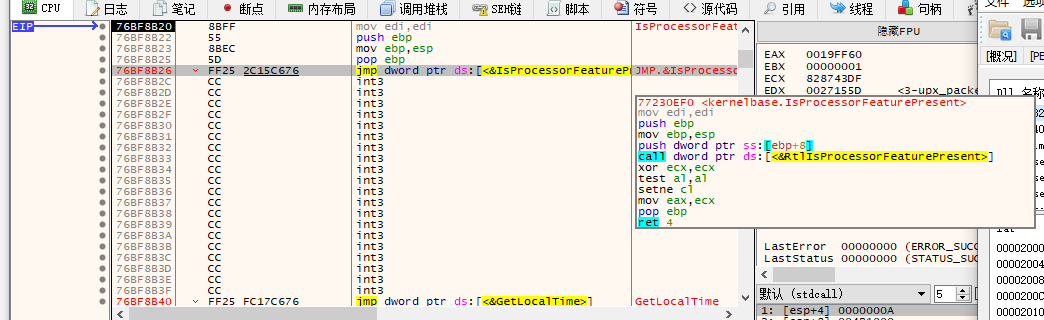 CPU 日志 笔记 断点 内存布局 调用堆栈 SEH链 脚本 符号 源代码 引用 线程 句柄 文件 选项
EIP 76BF8B20 8BFF mov edi,edi IsProcessorFeat
76BF8B22 55 push ebp
76BF8B23 8BEC mov ebp,esp
76BF8B25 5D pop ebp
76BF8B26 FF25 2C15C676 jmp dword ptr ds:[<&IsProcessorFeaturePr JMP.&IsProcesso
76BF8B2C CC int3
76BF8B2D CC int3
76BF8B2E CC int3
76BF8B2F CC int3
76BF8B30 CC int3
76BF8B31 CC int3
76BF8B32 CC int3
76BF8B33 CC int3
76BF8B34 CC int3
76BF8B35 CC int3
76BF8B36 CC int3
76BF8B37 CC int3
76BF8B38 CC int3
76BF8B39 CC int3
76BF8B3A CC int3
76BF8B3B CC int3
76BF8B3C CC int3
76BF8B3D CC int3
76BF8B3E CC int3
76BF8B3F CC int3
76BF8B40 FF25 FC17C676 jmp dword ptr ds:[<&GetLocalTime>] GetLocalTime
77230EF0 <kernelbase.IsProcessorFeaturePresent>
mov edi,edi
push ebp
mov ebp,esp
push dword ptr ss:[ebp+8]
call dword ptr ds:[<&RtlIsProcessorFeaturePresent>]
xor ecx,ecx
test al,al
setne cl
mov eax,ecx
pop ebp
ret 4
隐藏FPU
EAX 0019FF60
EBX 00000001
ECX 828743DF
EDX 0027155D <3-upx_packe
LastError 00000000 (ERROR_SUCC
LastStatus 00000000 (STATUS_SUC
默认 (stdcall) 5
1: [esp+4] 0000000A
[概况] [PE
00002000
00002004
00002008
0000200C
00002010